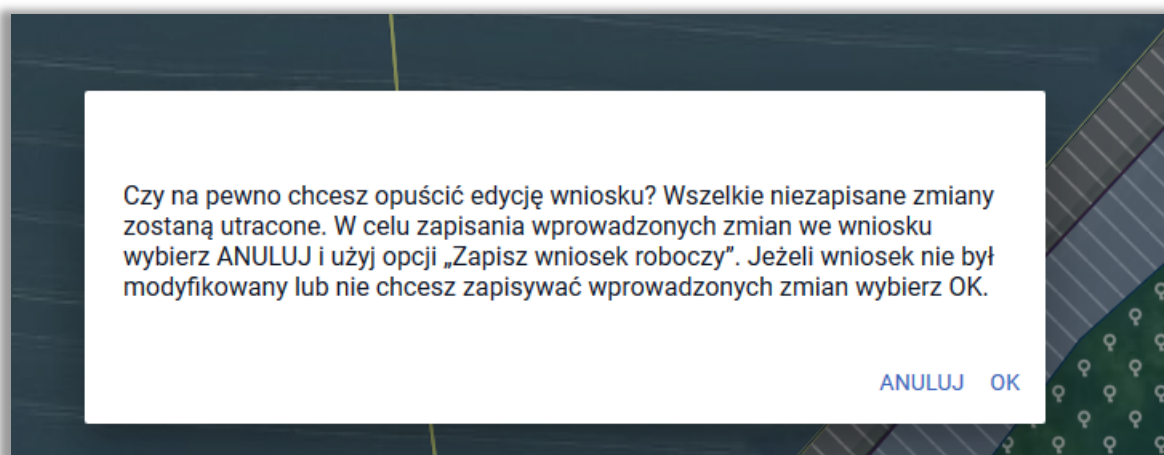 Czy na pewno chcesz opuścić edycję wniosku? Wszelkie niezapisane zmiany
zostaną utracone. W celu zapisania wprowadzonych zmian we wniosku
wybierz ANULUJ i użyj opcji „Zapisz wniosek roboczy”. Jeżeli wniosek nie był
modyfikowany lub nie chcesz zapisywać wprowadzonych zmian wybierz OK.
ANULUJ OK